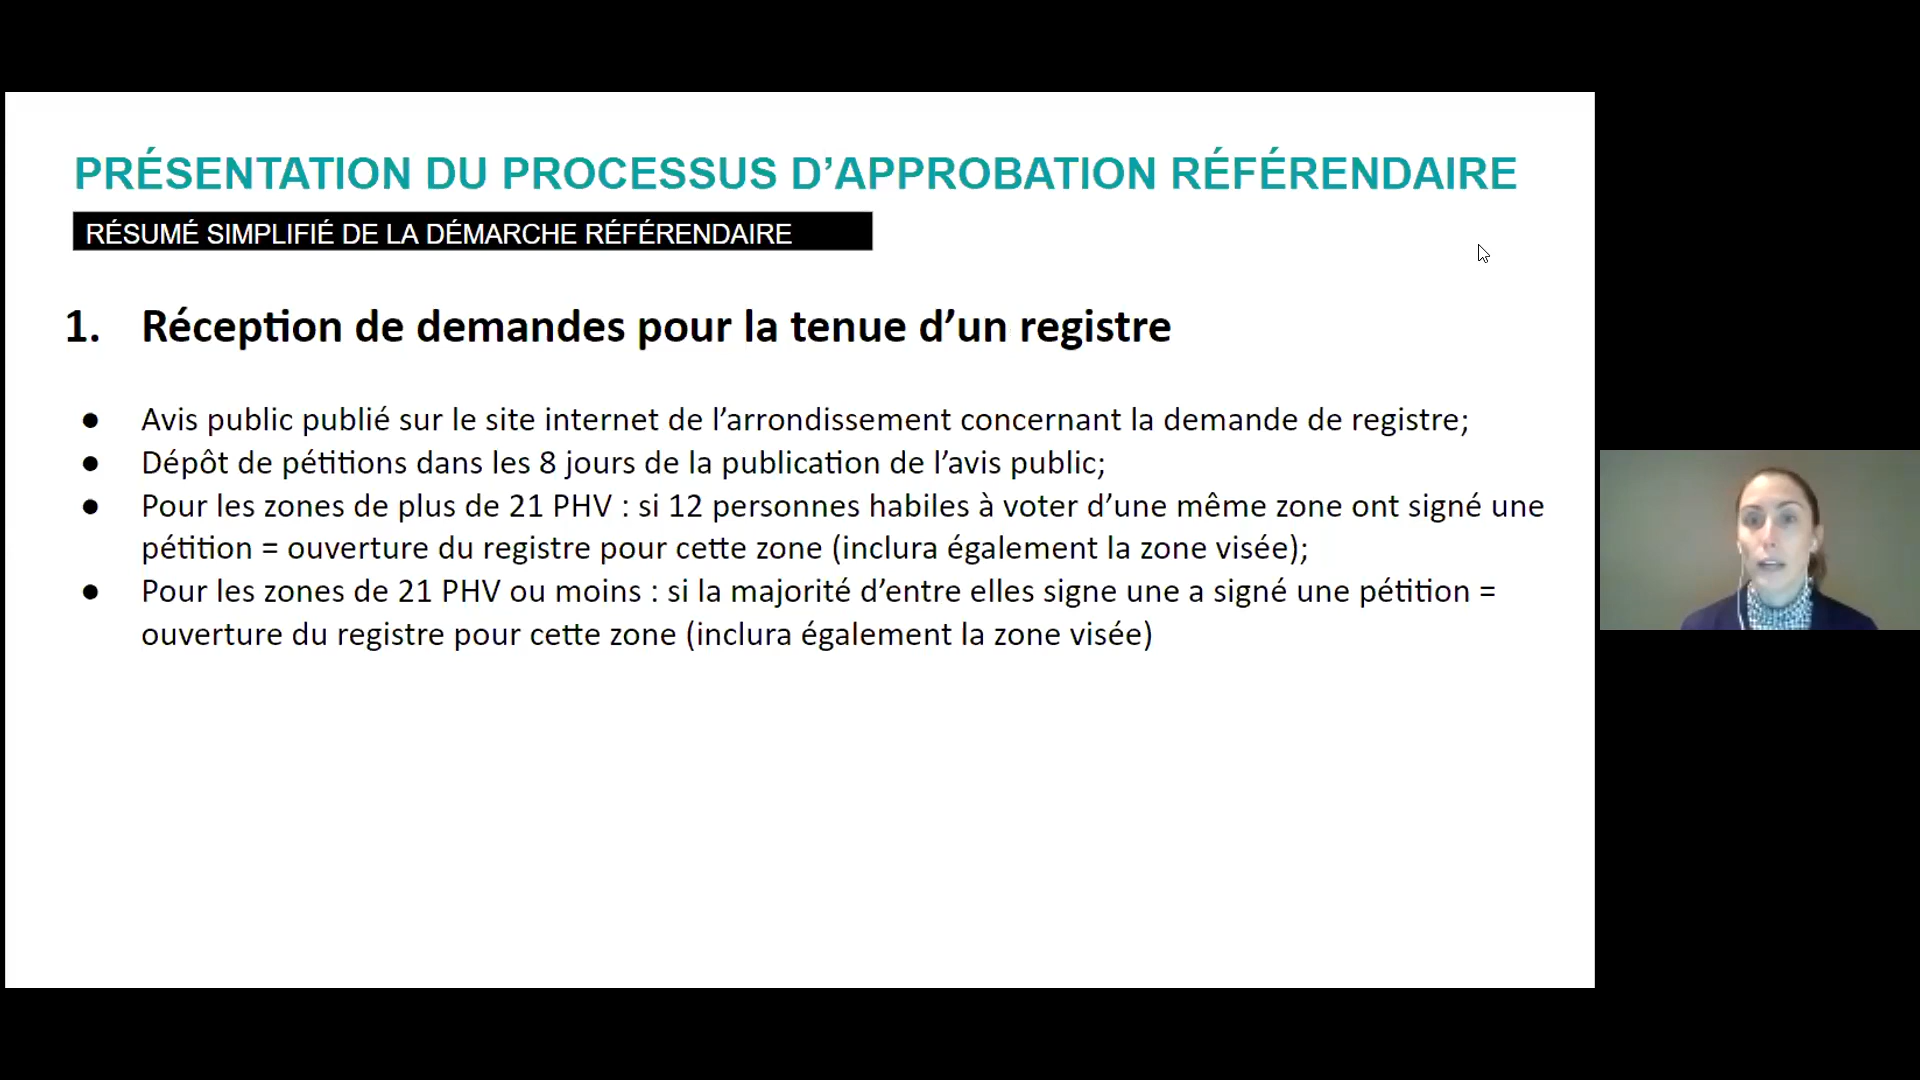 PRÉSENTATION DU PROCESSUS D’APPROBATION RÉFÉRENDAIRE
RÉSUMÉ SIMPLIFIÉ DE LA DÉMARCHE RÉFÉRENDAIRE
1. Réception de demandes pour la tenue d’un registre
● Avis public publié sur le site internet de l’arrondissement concernant la demande de registre;
● Dépôt de pétitions dans les 8 jours de la publication de l’avis public;
● Pour les zones de plus de 21 PHV : si 12 personnes habiles à voter d’une même zone ont signé une
pétition = ouverture du registre pour cette zone (inclura également la zone visée);
● Pour les zones de 21 PHV ou moins : si la majorité d’entre elles signe une a signé une pétition =
ouverture du registre pour cette zone (inclura également la zone visée)